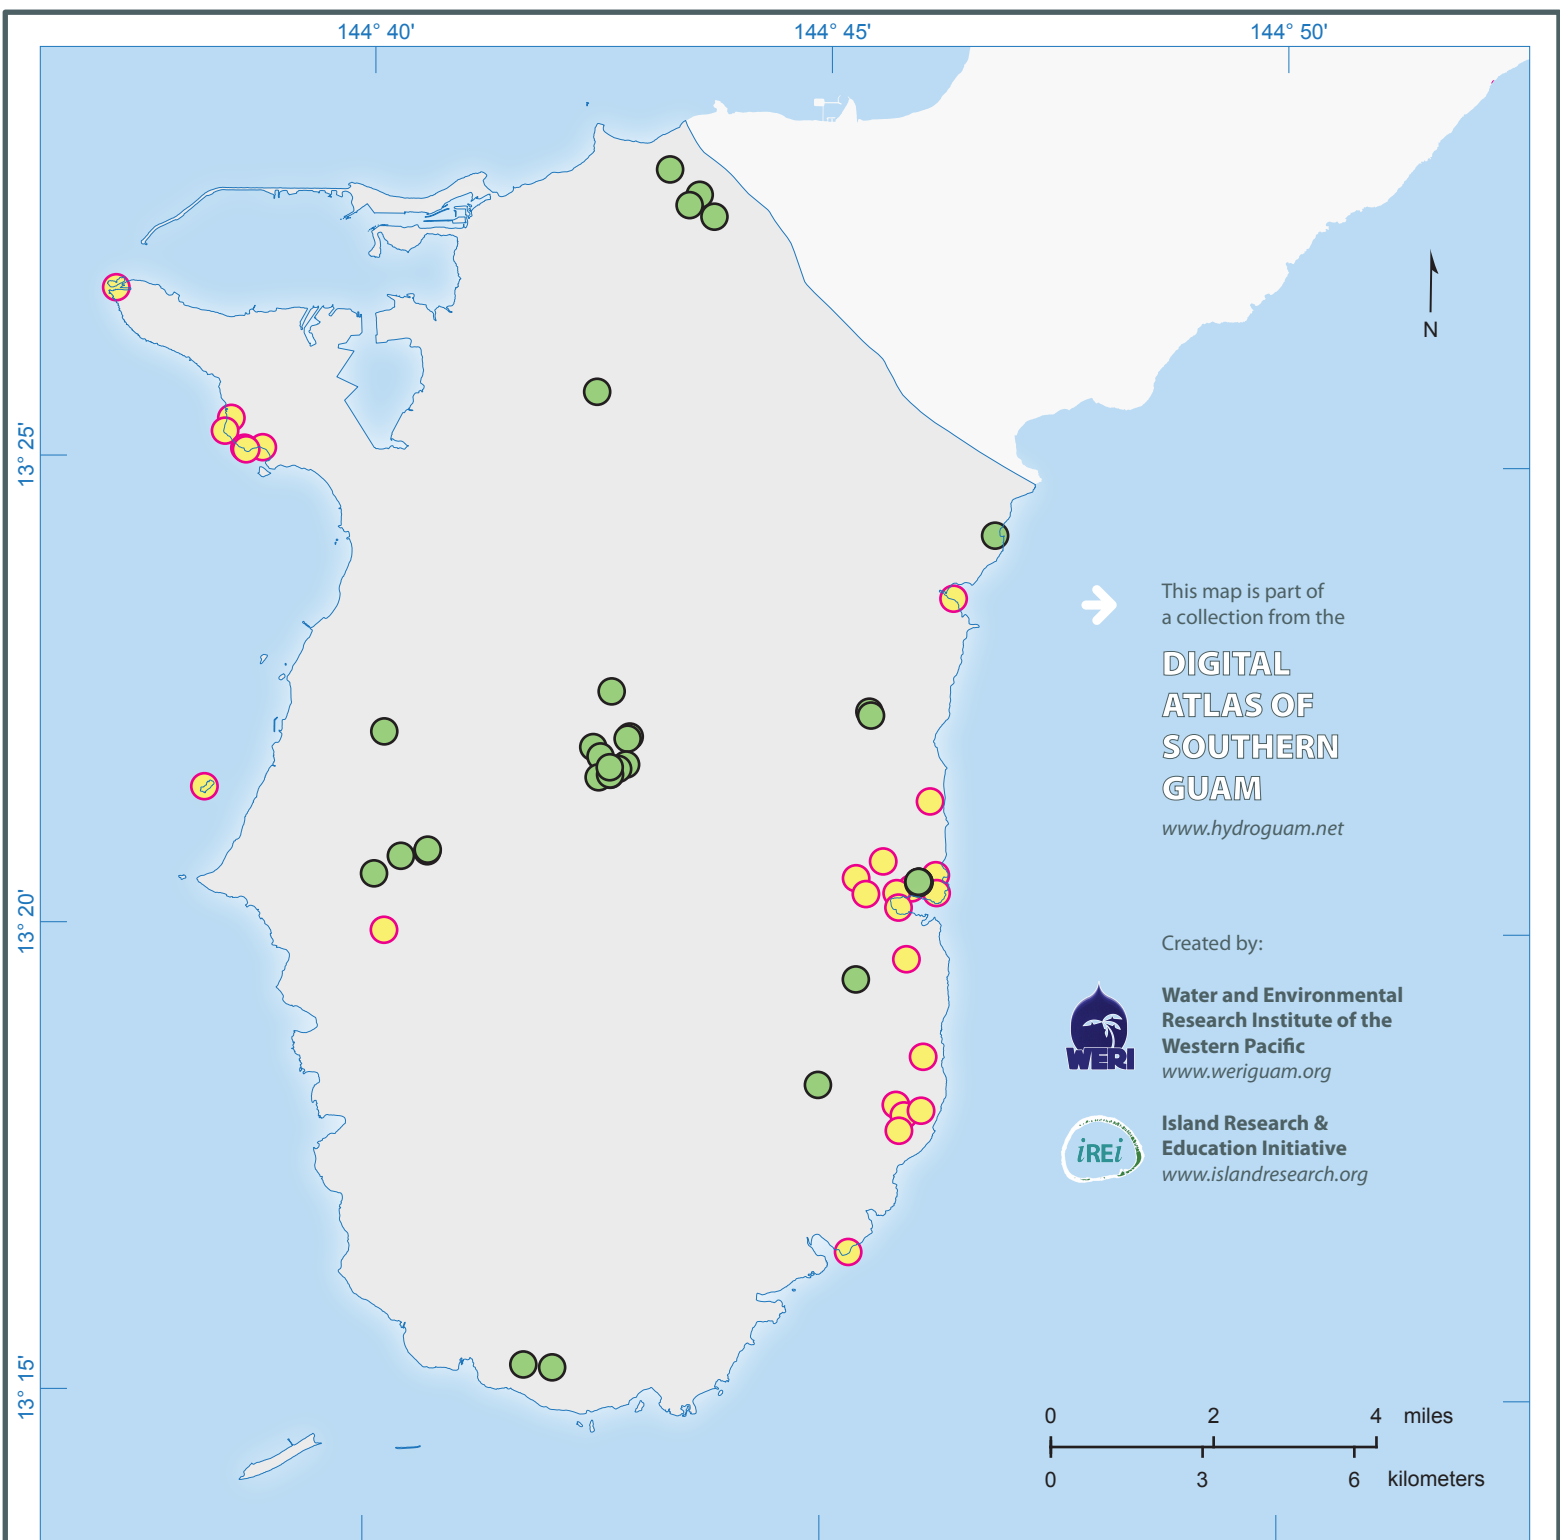 144° 40'
144° 45'
144° 50'
N
13° 25'
This map is part of
a collection from the
DIGITAL
ATLAS OF
SOUTHERN
GUAM
www.hydroguam.net
13° 20'
Created by:
Water and Environmental
Research Institute of the
Western Pacific
www.weriguam.org
WERI
Island Research &
Education Initiative
www.islandresearch.org
iREi
13° 15'
0 2 4 miles
0 3 6 kilometers